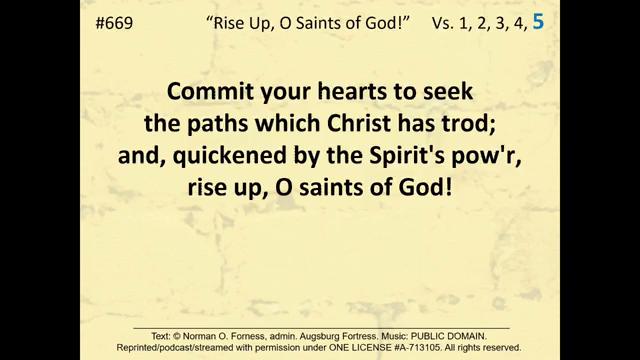 #669 “Rise Up, O Saints of God!” Vs. 1, 2, 3, 4, 5
Commit your hearts to seek
the paths which Christ has trod;
and, quickened by the Spirit's pow'r,
rise up, O saints of God!
Text: © Norman O. Forness, admin. Augsburg Fortress. Music: PUBLIC DOMAIN.
Reprinted/podcast/streamed with permission under ONE LICENSE #A-713105. All rights reserved.